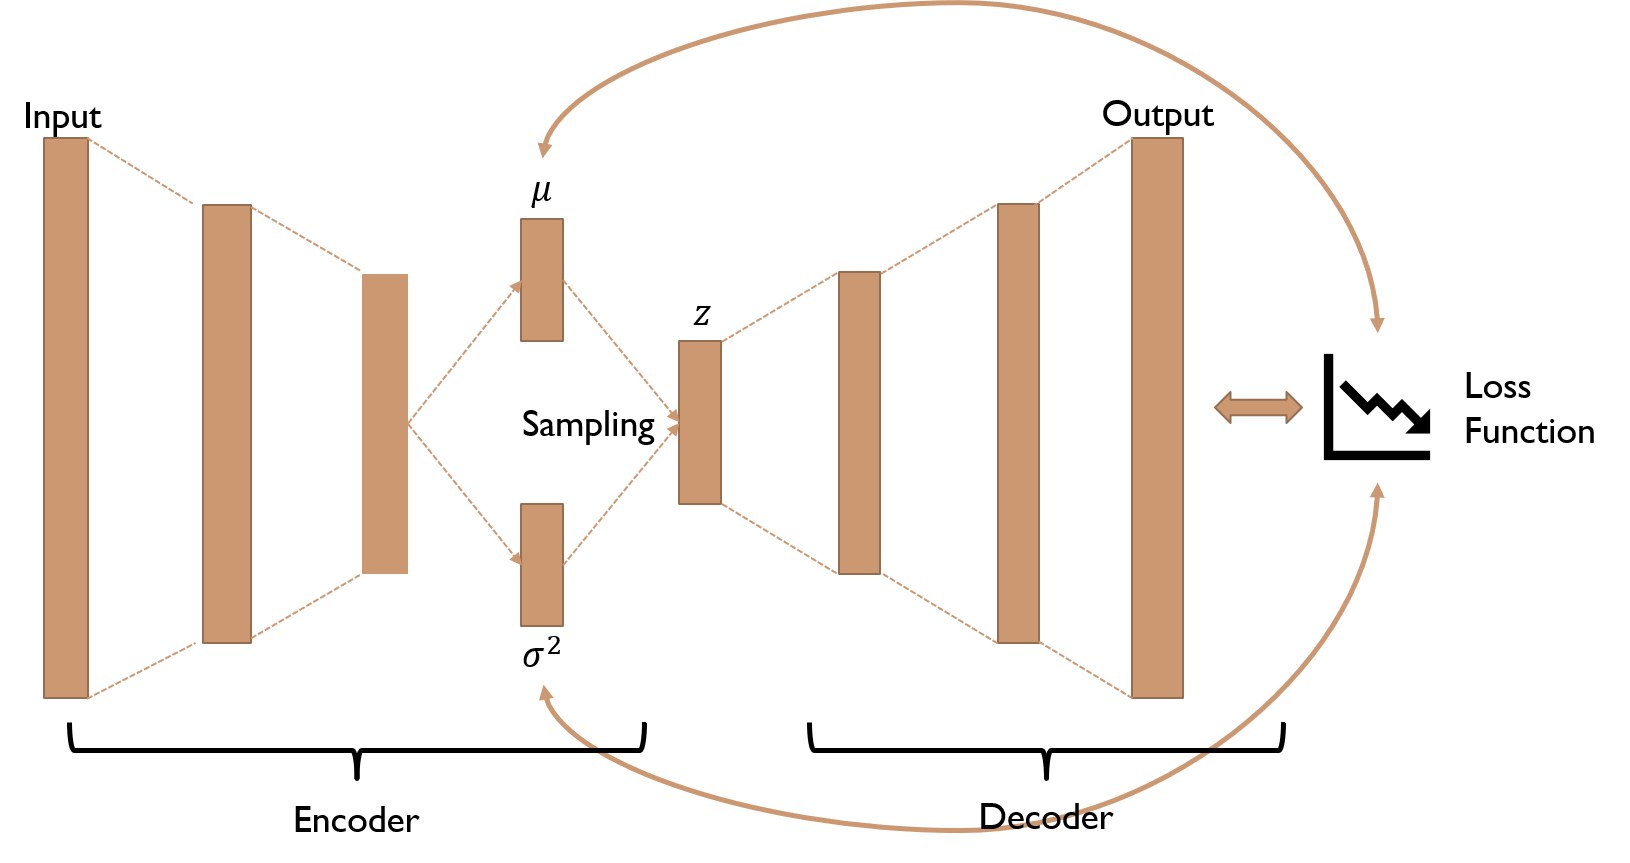 Input
Output
μ
z
Sampling
Loss
Function
σ²
Encoder
Decoder